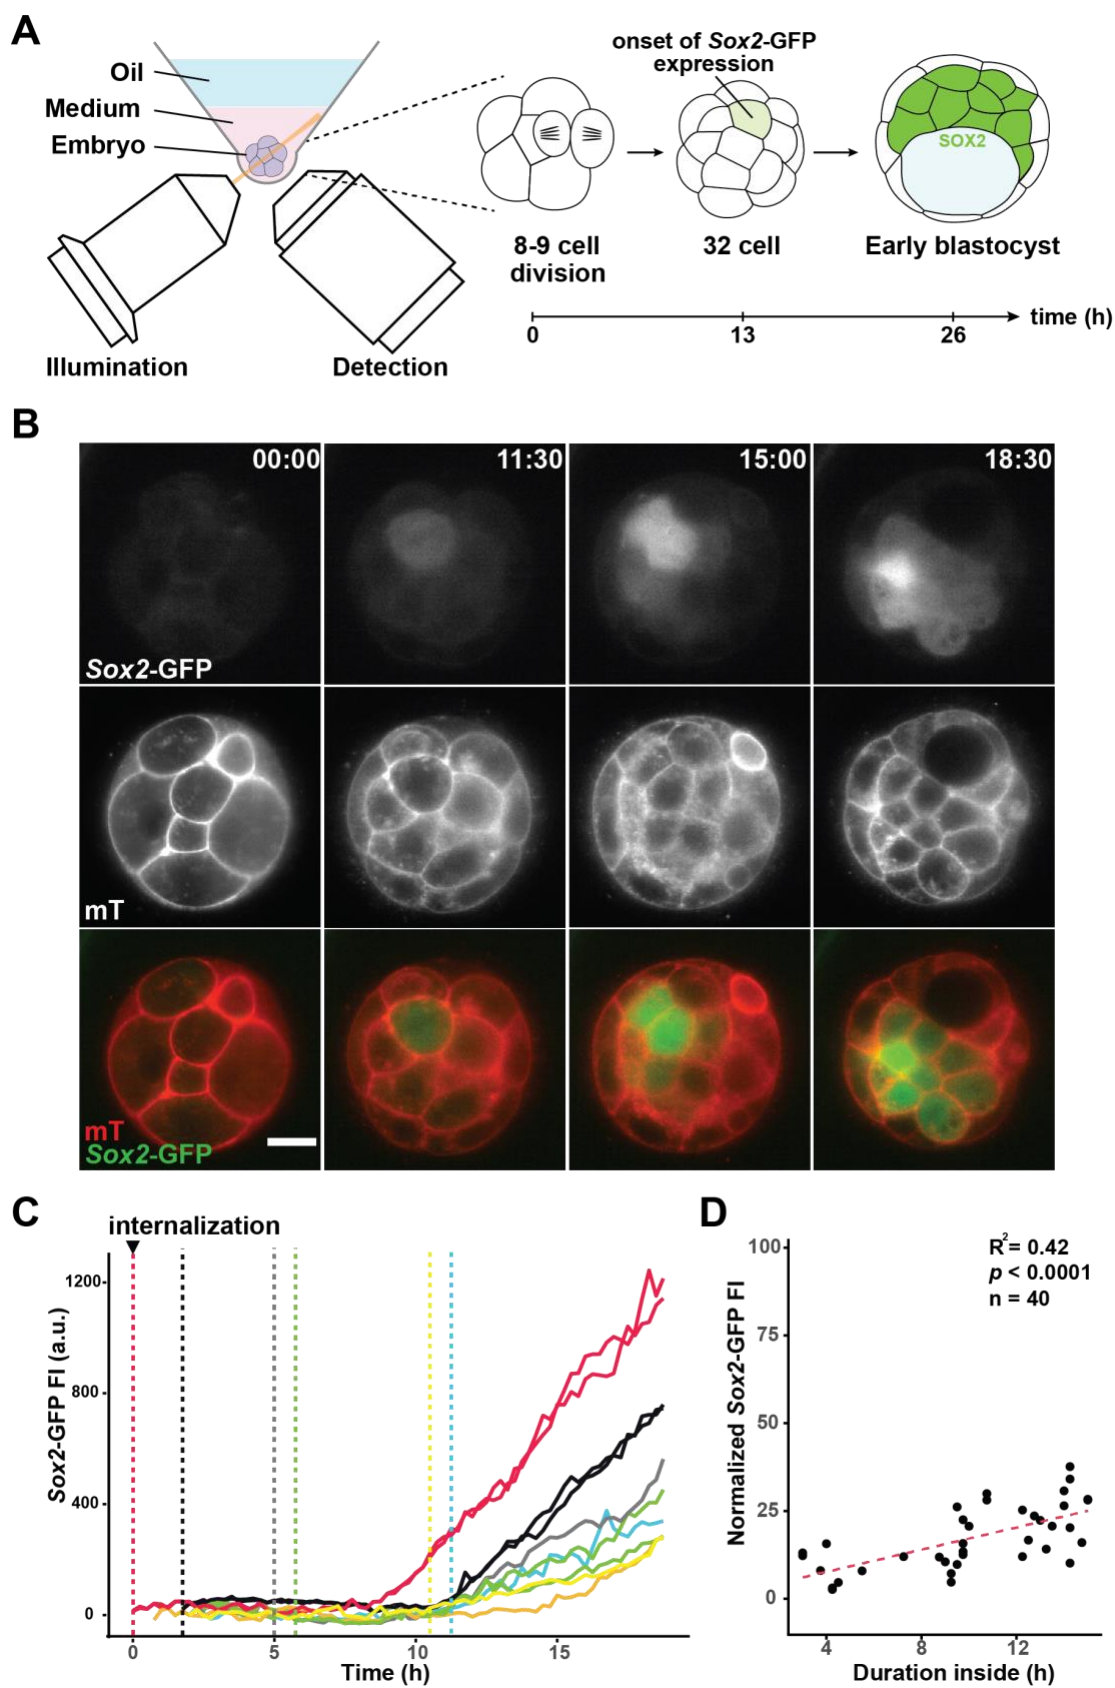 A
Oil
Medium
Embryo
Illumination
Detection
onset of Sox2-GFP
expression
SOX2
8-9 cell
division
32 cell
Early blastocyst
0
13
26
time (h)
B
00:00
11:30
15:00
18:30
Sox2-GFP
mT
mT
Sox2-GFP
C
internalization
Sox2-GFP FI (a.u.)
1200
800
400
0
0
5
10
15
Time (h)
D
R² = 0.42
p < 0.0001
n = 40
Normalized Sox2-GFP FI
100
75
50
25
0
4
8
12
Duration inside (h)